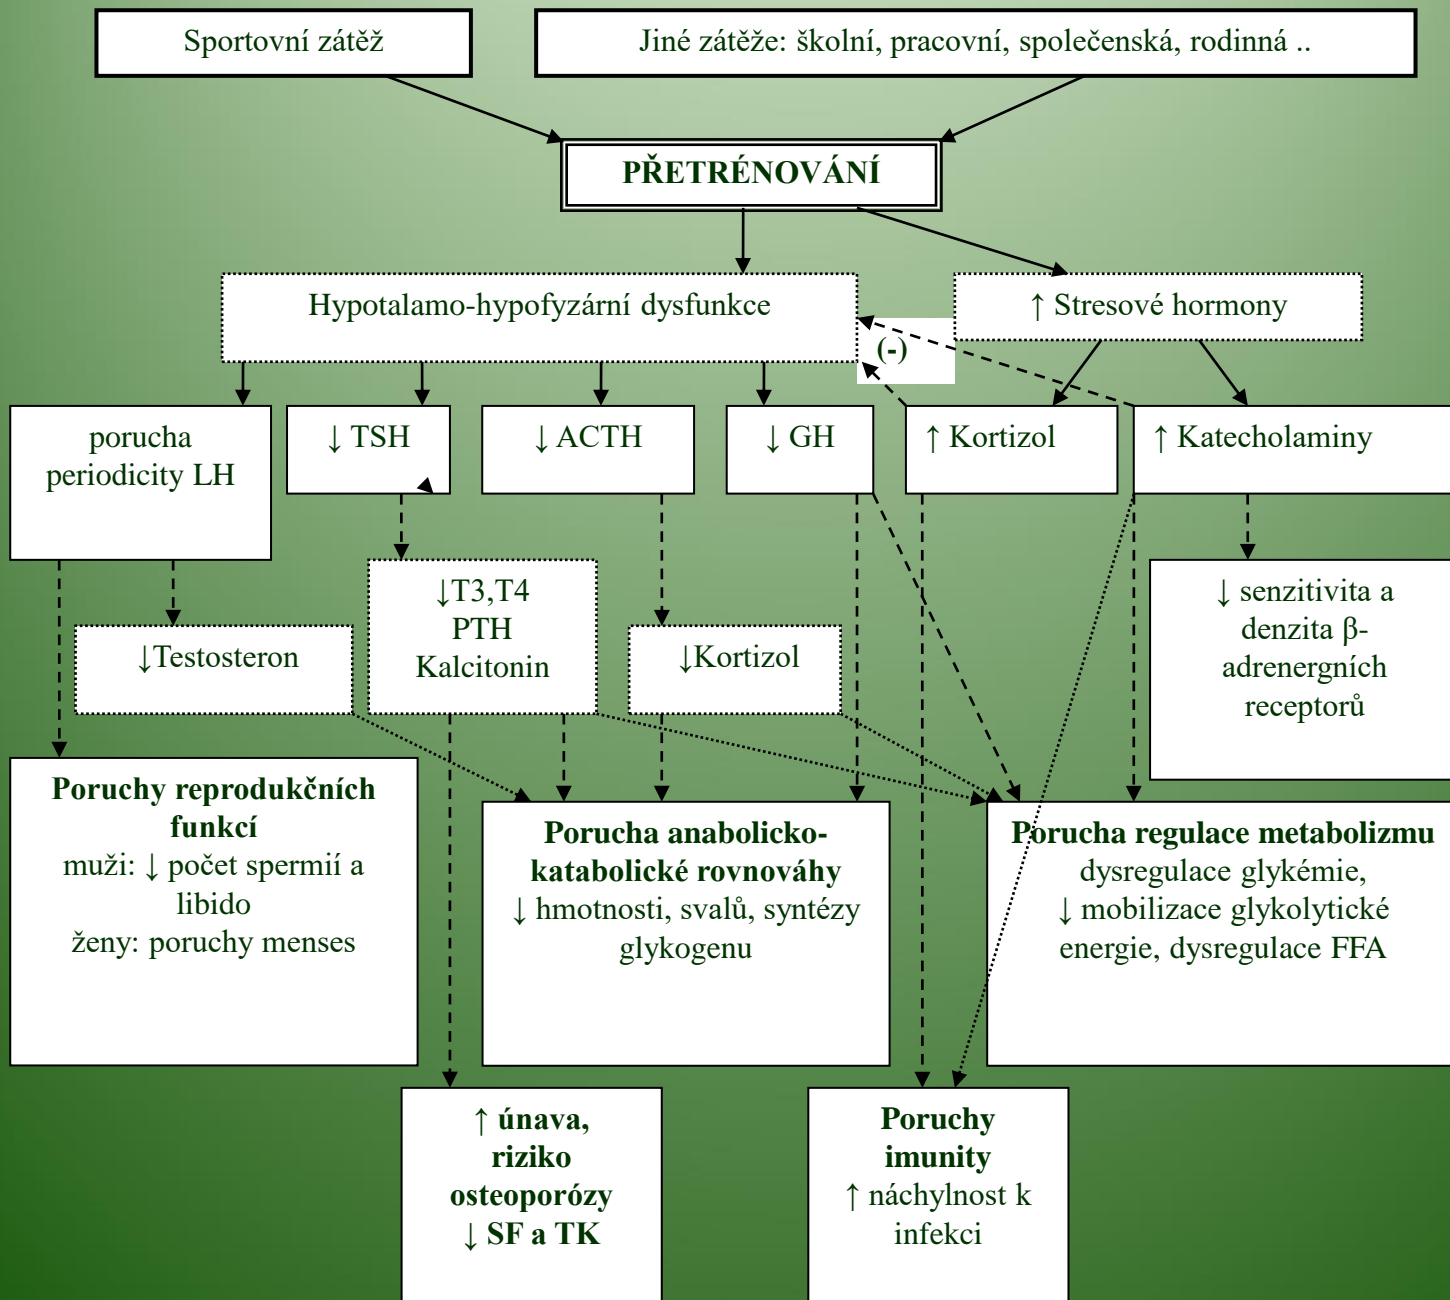 Sportovní zátěž
Jiné zátěže: školní, pracovní, společenská, rodinná ..
PŘETRÉNOVÁNÍ
Hypotalamo-hypofyzární dysfunkce
↑ Stresové hormony
(-)
porucha
periodicity LH
↓ TSH
↓ ACTH
↓ GH
↑ Kortizol
↑ Katecholaminy
↓Testosteron
↓T3,T4
PTH
Kalcitonin
↓Kortizol
↓ senzitivita a
denzita β-
adrenergních
receptorů
Poruchy reprodukčních
funkcí
muži: ↓ počet spermií a
libido
ženy: poruchy menses
Porucha anabolicko-
katabolické rovnováhy
↓ hmotnosti, svalů, syntézy
glykogenu
Porucha regulace metabolizmu
dysregulace glykémie,
↓ mobilizace glykolytické
energie, dysregulace FFA
↑ únava,
riziko
osteoporózy
↓ SF a TK
Poruchy
imunity
↑ náchylnost k
infekci